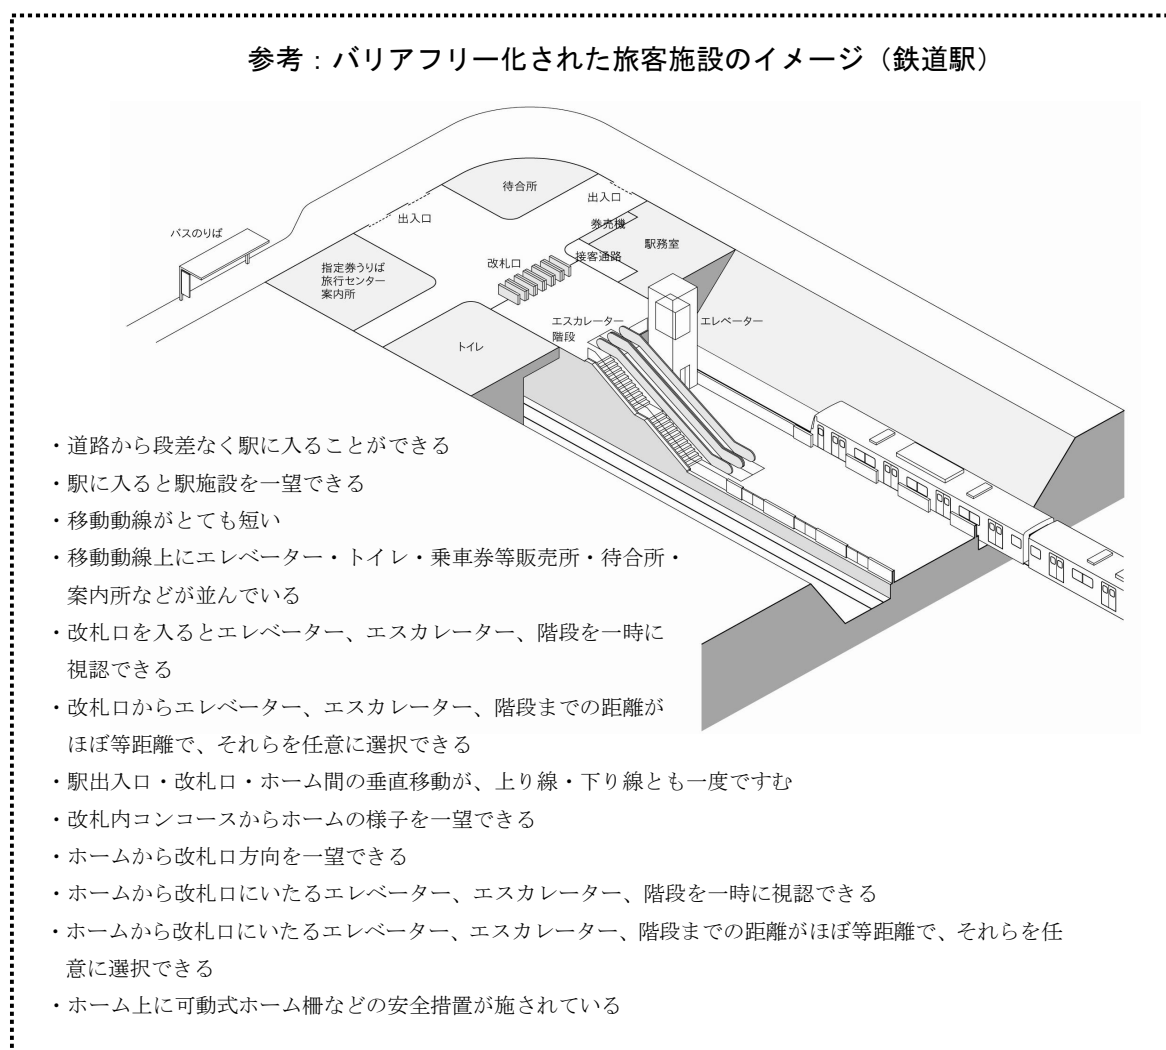 参考：バリアフリー化された旅客施設のイメージ（鉄道駅）
待合所
出入口
出入口
券売機
バスのりば
駅務室
改札口
接客通路
指定券うりば
旅行センター
案内所
エスカレーター
階段
エレベーター
トイレ
・道路から段差なく駅に入ることができる
・駅に入ると駅施設を一望できる
・移動動線がとても短い
・移動動線上にエレベーター・トイレ・乗車券等販売所・待合所・
案内所などが並んでいる
・改札口を入るとエレベーター、エスカレーター、階段を一時に
視認できる
・改札口からエレベーター、エスカレーター、階段までの距離が
ほぼ等距離で、それらを任意に選択できる
・駅出入口・改札口・ホーム間の垂直移動が、上り線・下り線とも一度ですむ
・改札内コンコースからホームの様子を一望できる
・ホームから改札口方向を一望できる
・ホームから改札口にいたるエレベーター、エスカレーター、階段を一時に視認できる
・ホームから改札口にいたるエレベーター、エスカレーター、階段までの距離がほぼ等距離で、それらを任
意に選択できる
・ホーム上に可動式ホーム柵などの安全措置が施されている